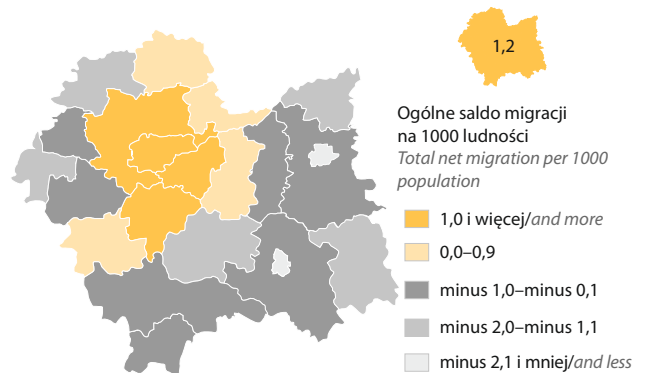 1,2
Ogólne saldo migracji
na 1000 ludności
Total net migration per 1000
population
1,0 i więcej/and more
0,0–0,9
minus 1,0–minus 0,1
minus 2,0–minus 1,1
minus 2,1 i mniej/and less